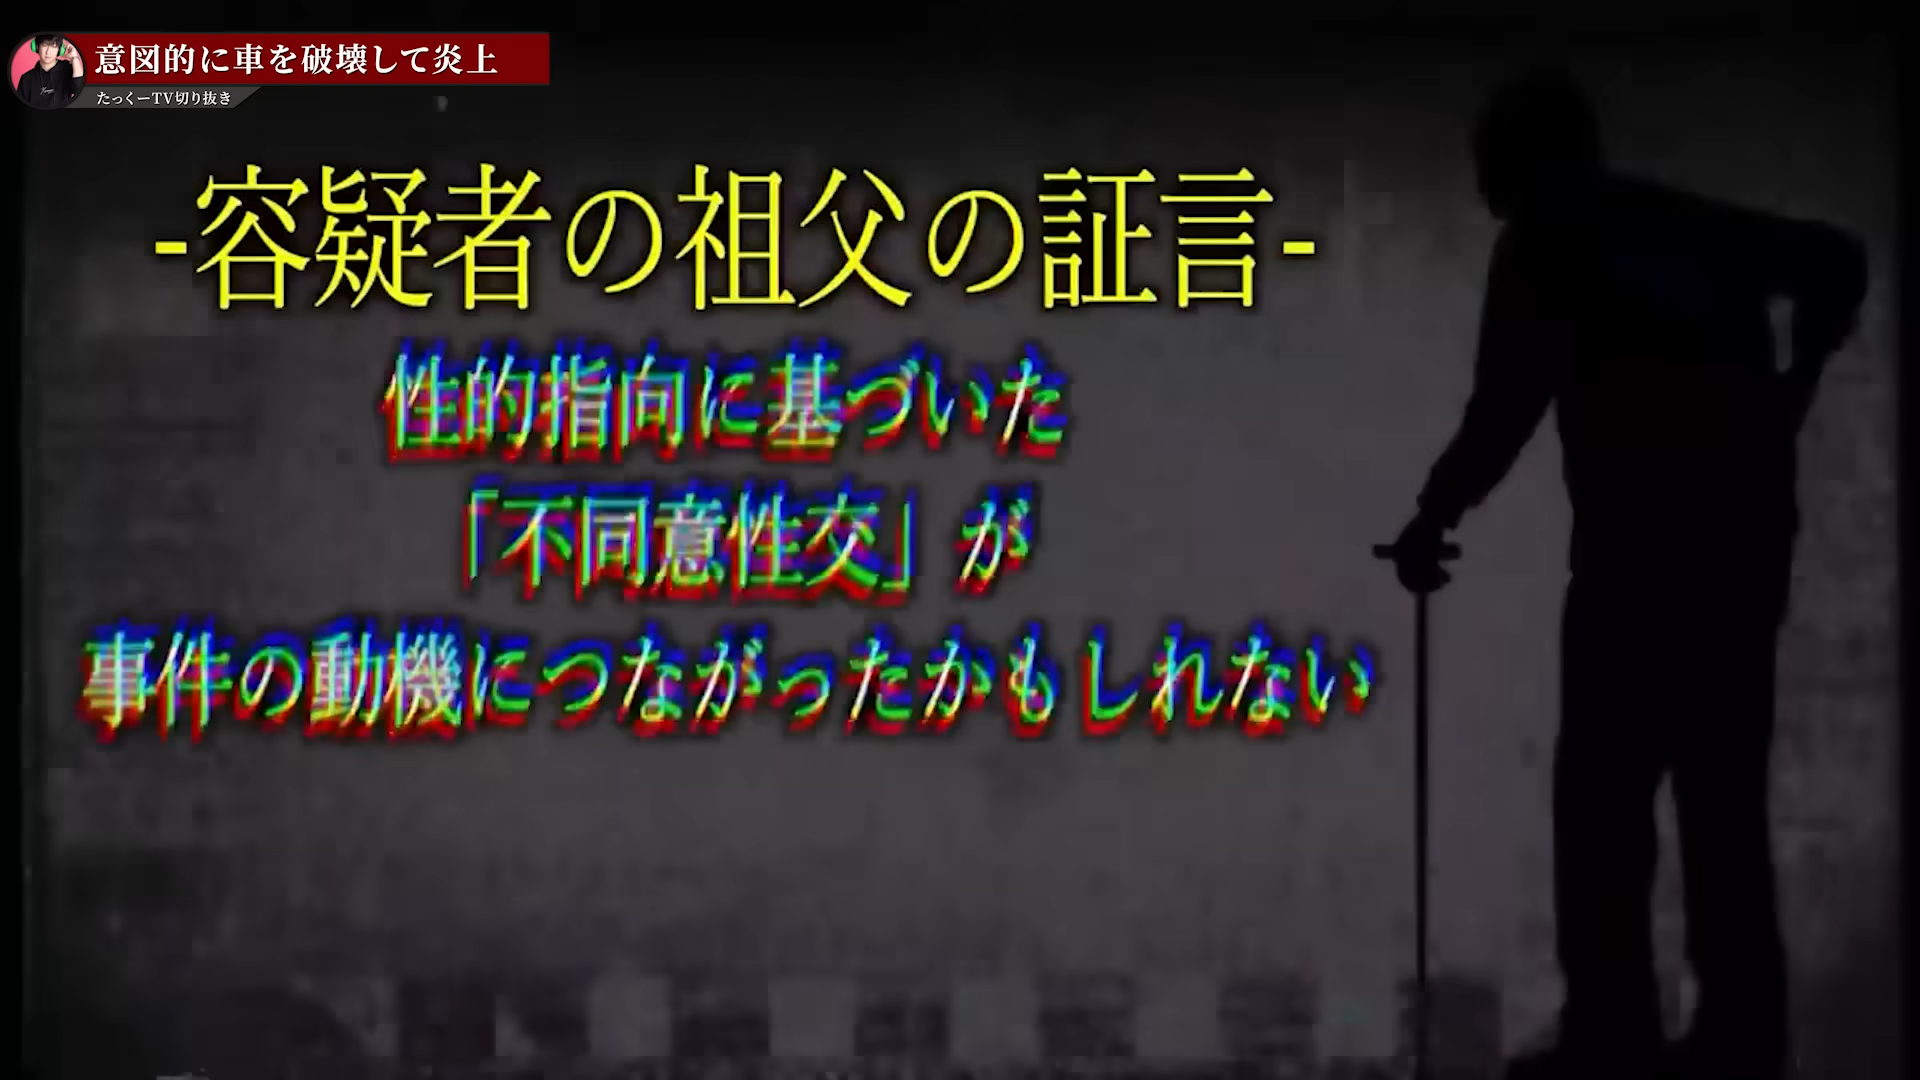 意図的に車を破壊して炎上
たっくーTV切り抜き
-容疑者の祖父の証言-
性的指向に基づいた
「不同意性交」が
事件の動機につながったかもしれない